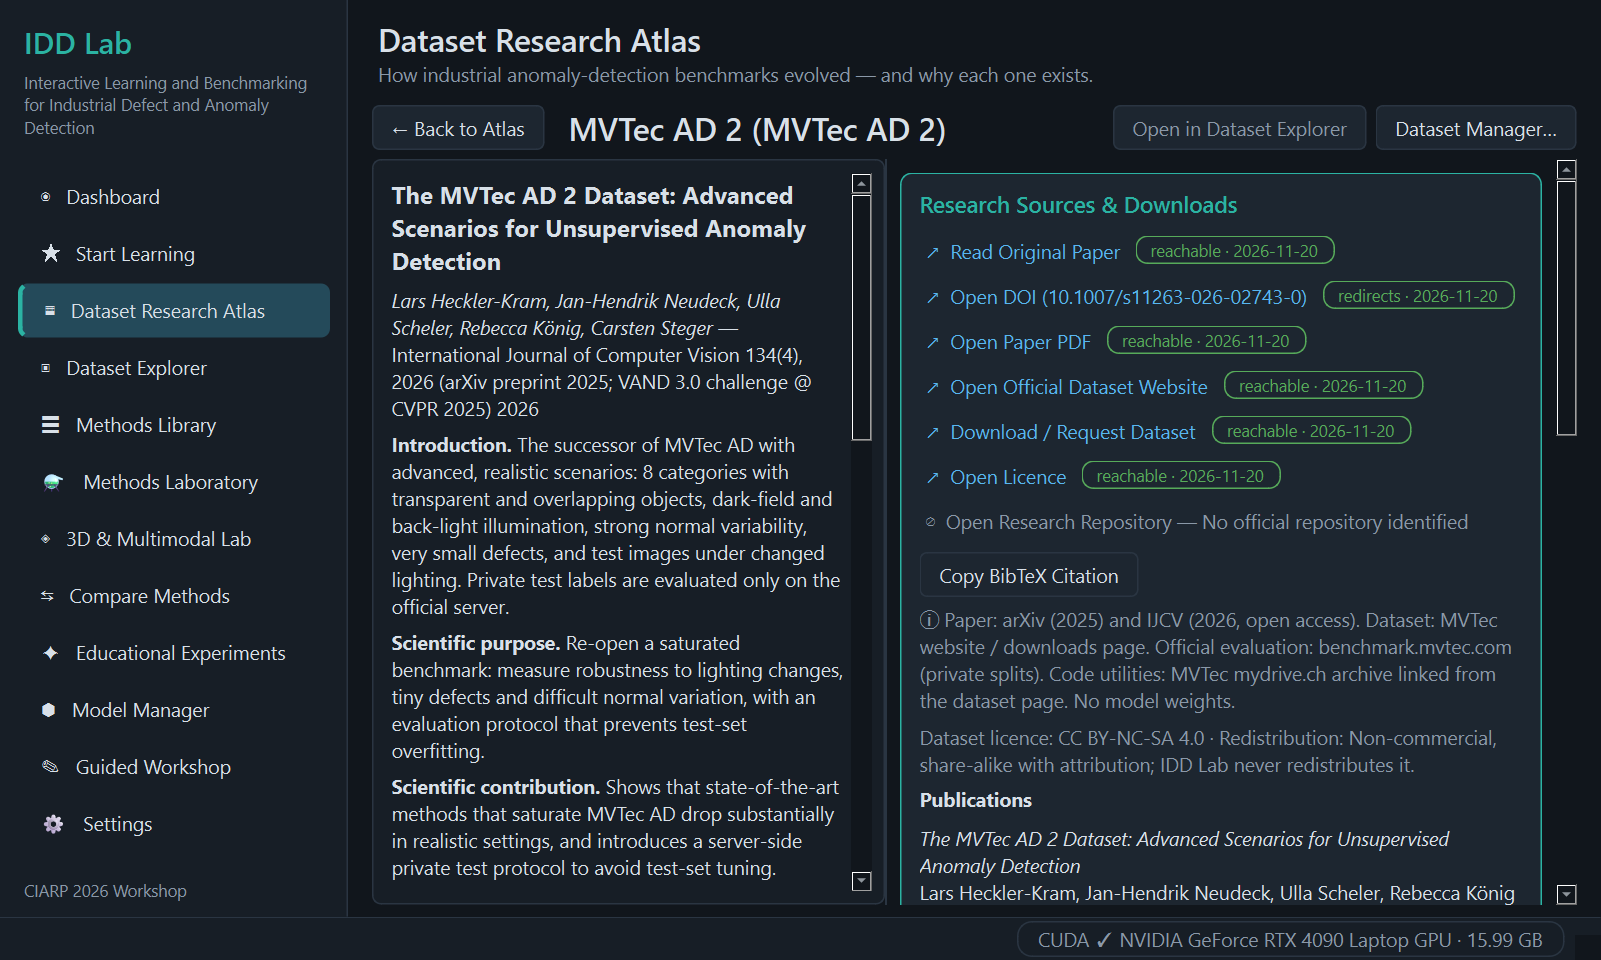 IDD Lab
Interactive Learning and Benchmarking
for Industrial Defect and Anomaly
Detection
Dashboard
Start Learning
Dataset Research Atlas
Dataset Explorer
Methods Library
Methods Laboratory
3D & Multimodal Lab
Compare Methods
Educational Experiments
Model Manager
Guided Workshop
Settings
CIARP 2026 Workshop
Dataset Research Atlas
How industrial anomaly-detection benchmarks evolved — and why each one exists.
← Back to Atlas
MVTec AD 2 (MVTec AD 2)
Open in Dataset Explorer
Dataset Manager...
The MVTec AD 2 Dataset: Advanced
Scenarios for Unsupervised Anomaly
Detection
Lars Heckler-Kram, Jan-Hendrik Neudeck, Ulla
Scheler, Rebecca König, Carsten Steger —
International Journal of Computer Vision 134(4),
2026 (arXiv preprint 2025; VAND 3.0 challenge @
CVPR 2025) 2026
Introduction. The successor of MVTec AD with
advanced, realistic scenarios: 8 categories with
transparent and overlapping objects, dark-field and
back-light illumination, strong normal variability,
very small defects, and test images under changed
lighting. Private test labels are evaluated only on the
official server.
Scientific purpose. Re-open a saturated
benchmark: measure robustness to lighting changes,
tiny defects and difficult normal variation, with an
evaluation protocol that prevents test-set
overfitting.
Scientific contribution. Shows that state-of-the-art
methods that saturate MVTec AD drop substantially
in realistic settings, and introduces a server-side
private test protocol to avoid test-set tuning.
Research Sources & Downloads
↗ Read Original Paper reachable · 2026-11-20
↗ Open DOI (10.1007/s11263-026-02743-0) redirects · 2026-11-20
↗ Open Paper PDF reachable · 2026-11-20
↗ Open Official Dataset Website reachable · 2026-11-20
↗ Download / Request Dataset reachable · 2026-11-20
↗ Open Licence reachable · 2026-11-20
⊘ Open Research Repository — No official repository identified
Copy BibTeX Citation
ⓘ Paper: arXiv (2025) and IJCV (2026, open access). Dataset: MVTec
website / downloads page. Official evaluation: benchmark.mvtec.com
(private splits). Code utilities: MVTec mydrive.ch archive linked from
the dataset page. No model weights.
Dataset licence: CC BY-NC-SA 4.0 · Redistribution: Non-commercial,
share-alike with attribution; IDD Lab never redistributes it.
Publications
The MVTec AD 2 Dataset: Advanced Scenarios for Unsupervised
Anomaly Detection
Lars Heckler-Kram, Jan-Hendrik Neudeck, Ulla Scheler, Rebecca König
CUDA ✓ NVIDIA GeForce RTX 4090 Laptop GPU · 15.99 GB